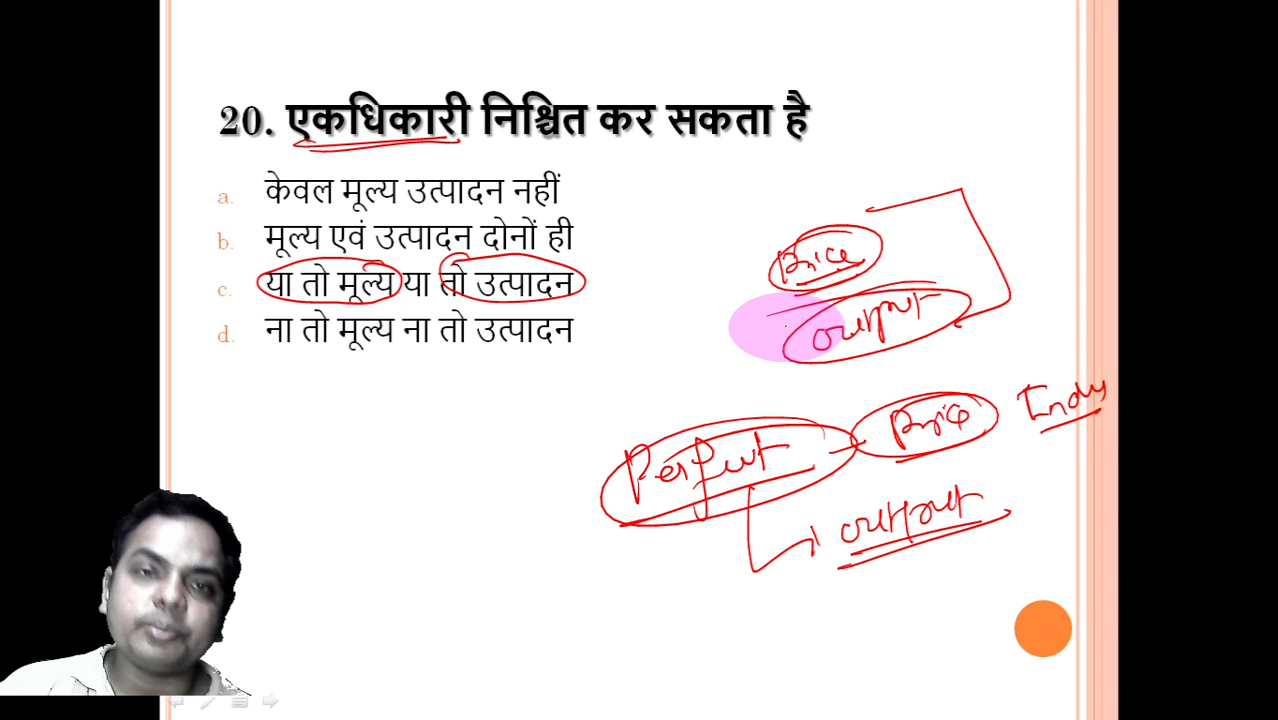 20. एकधिकारी निश्चित कर सकता है
a. केवल मूल्य उत्पादन नहीं
b. मूल्य एवं उत्पादन दोनों ही
c. या तो मूल्य या तो उत्पादन
d. ना तो मूल्य ना तो उत्पादन
Price
output
Perfect Price Indus
output